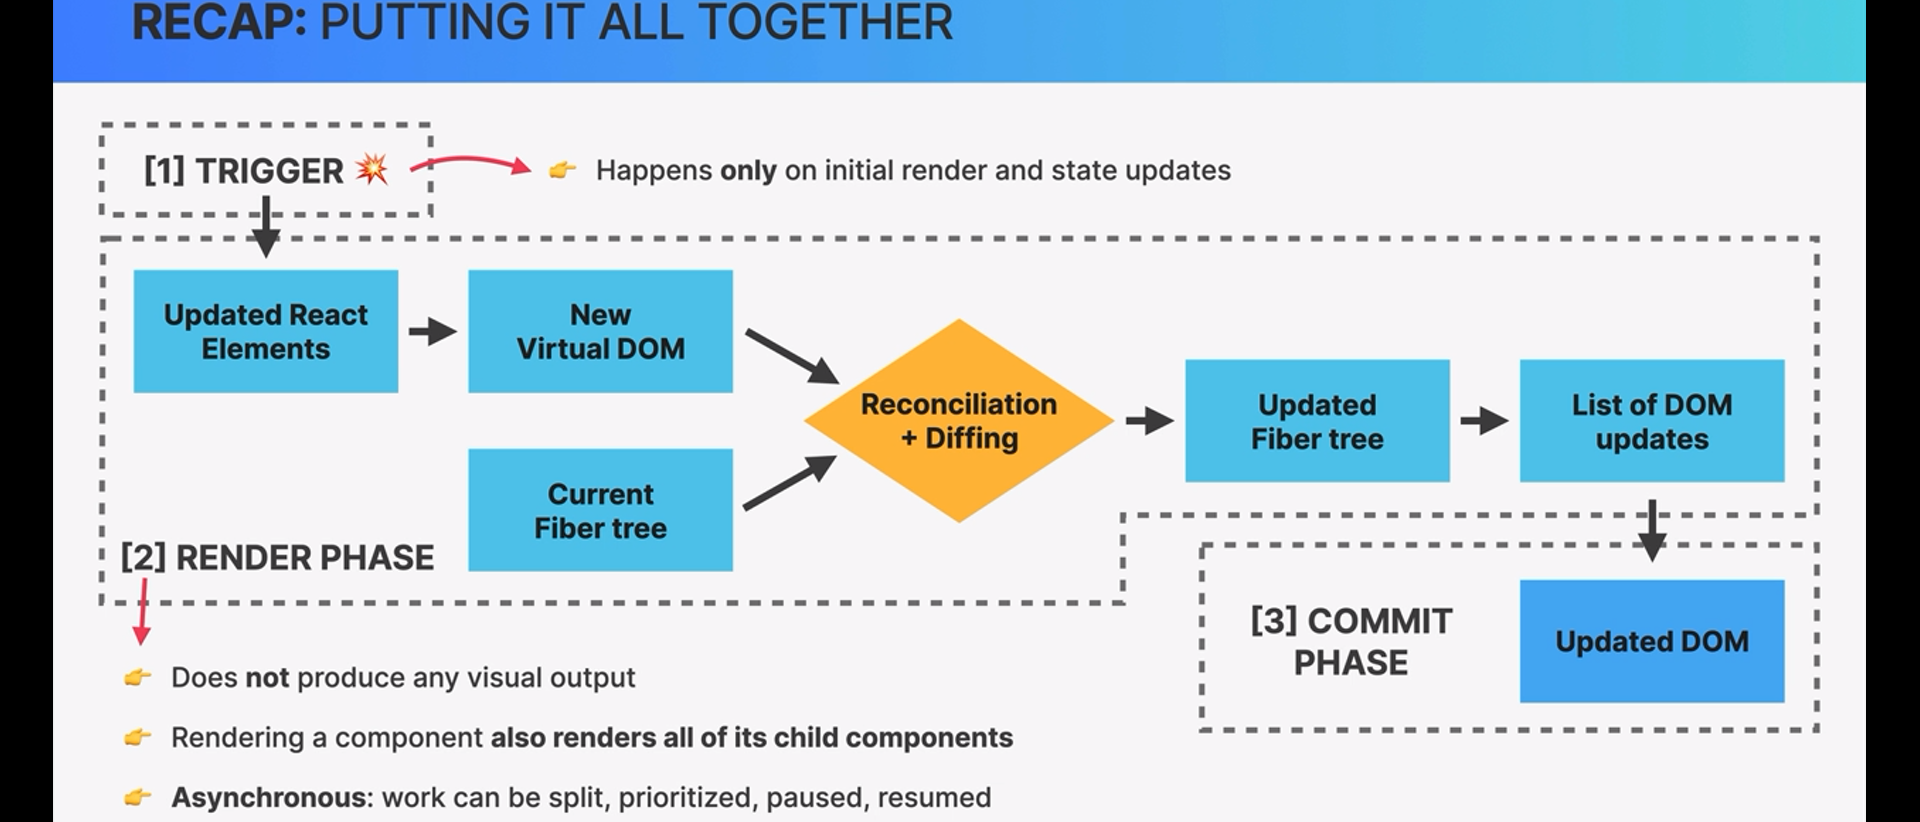 RECAP: PUTTING IT ALL TOGETHER
[1] TRIGGER 💥
👉 Happens only on initial render and state updates
Updated React
Elements
New
Virtual DOM
Current
Fiber tree
Reconciliation
+ Diffing
Updated
Fiber tree
List of DOM
updates
[2] RENDER PHASE
[3] COMMIT
PHASE
Updated DOM
👉 Does not produce any visual output
👉 Rendering a component also renders all of its child components
👉 Asynchronous: work can be split, prioritized, paused, resumed